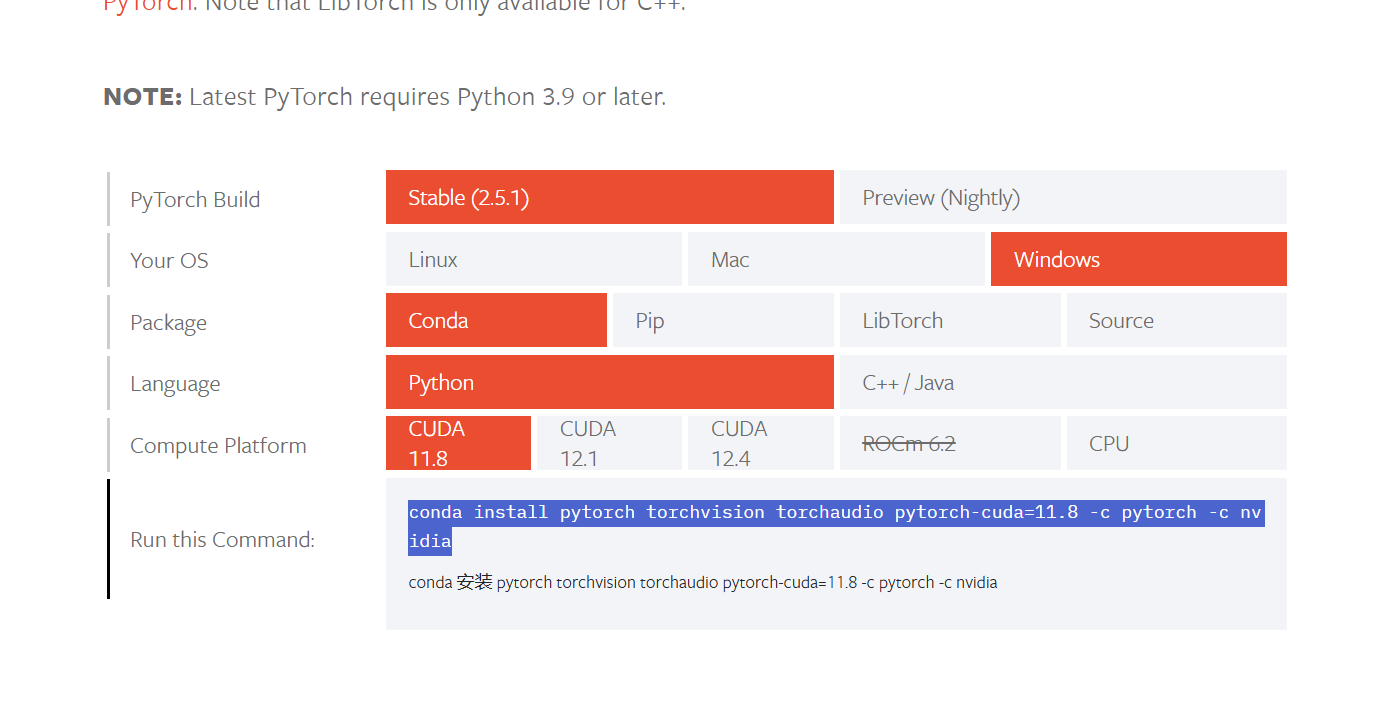 PyTorch. Note that LibTorch is only available for C++.
NOTE: Latest PyTorch requires Python 3.9 or later.
PyTorch Build
Stable (2.5.1)
Preview (Nightly)
Your OS
Linux
Mac
Windows
Package
Conda
Pip
LibTorch
Source
Language
Python
C++ / Java
Compute Platform
CUDA
11.8
CUDA
12.1
CUDA
12.4
ROCm 6.2
CPU
Run this Command:
conda install pytorch torchvision torchaudio pytorch-cuda=11.8 -c pytorch -c nv
idia
conda 安装 pytorch torchvision torchaudio pytorch-cuda=11.8 -c pytorch -c nvidia